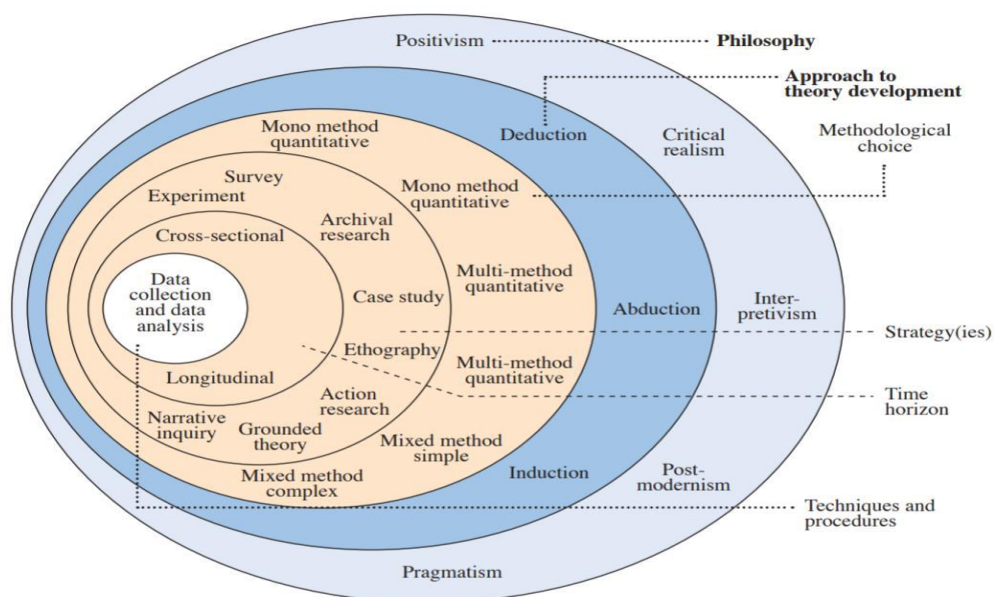 Positivism
Philosophy
Approach to
theory development
Deduction
Critical
realism
Methodological
choice
Mono method
quantitative
Mono method
quantitative
Survey
Experiment
Archival
research
Cross-sectional
Data
collection
and data
analysis
Case study
Multi-method
quantitative
Abduction
Inter-
pretivism
Strategy(ies)
Ethography
Multi-method
quantitative
Longitudinal
Time
horizon
Action
research
Narrative
inquiry
Grounded
theory
Mixed method
simple
Mixed method
complex
Induction
Post-
modernism
Techniques and
procedures
Pragmatism